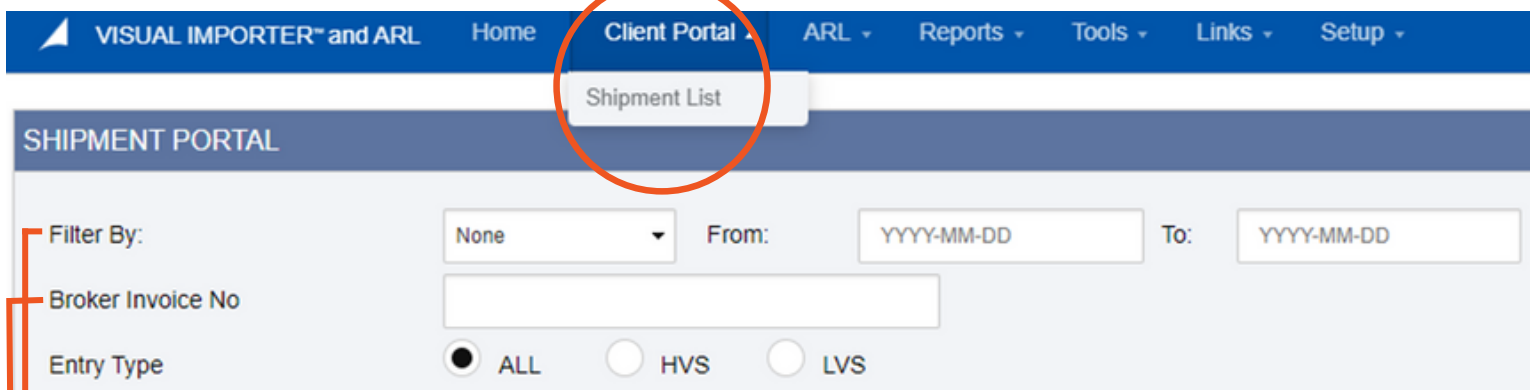 VISUAL IMPORTER™ and ARL Home Client Portal ARL Reports Tools Links Setup
Shipment List
SHIPMENT PORTAL
Filter By: None From: YYYY-MM-DD To: YYYY-MM-DD
Broker Invoice No
Entry Type ALL HVS LVS